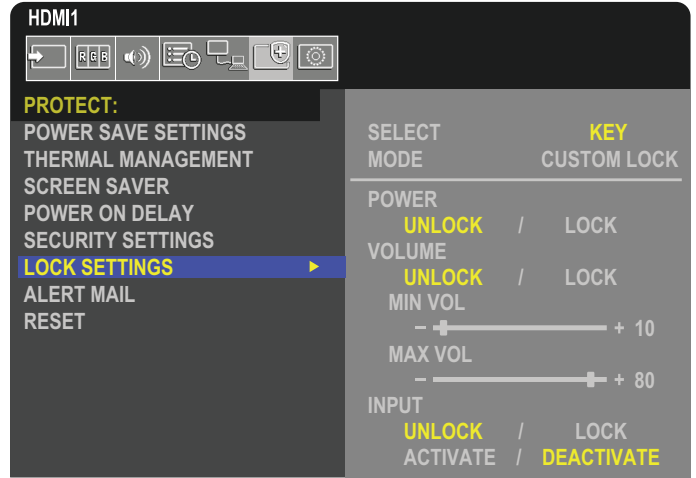 HDMI1
R G B
PROTECT:
POWER SAVE SETTINGS
THERMAL MANAGEMENT
SCREEN SAVER
POWER ON DELAY
SECURITY SETTINGS
LOCK SETTINGS
ALERT MAIL
RESET
SELECT KEY
MODE CUSTOM LOCK
POWER
UNLOCK / LOCK
VOLUME
UNLOCK / LOCK
MIN VOL
- + 10
MAX VOL
- + 80
INPUT
UNLOCK / LOCK
ACTIVATE / DEACTIVATE